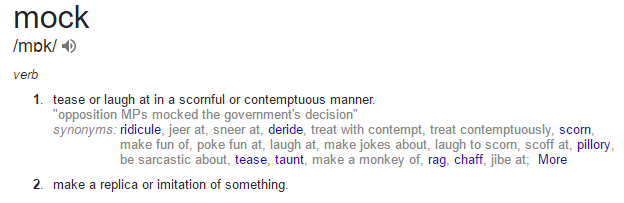 mock
/mɒk/
verb
1. tease or laugh at in a scornful or contemptuous manner.
"opposition MPs mocked the government's decision"
synonyms: ridicule, jeer at, sneer at, deride, treat with contempt, treat contemptuously, scorn,
make fun of, poke fun at, laugh at, make jokes about, laugh to scorn, scoff at, pillory,
be sarcastic about, tease, taunt, make a monkey of, rag, chaff, jibe at; More
2. make a replica or imitation of something.